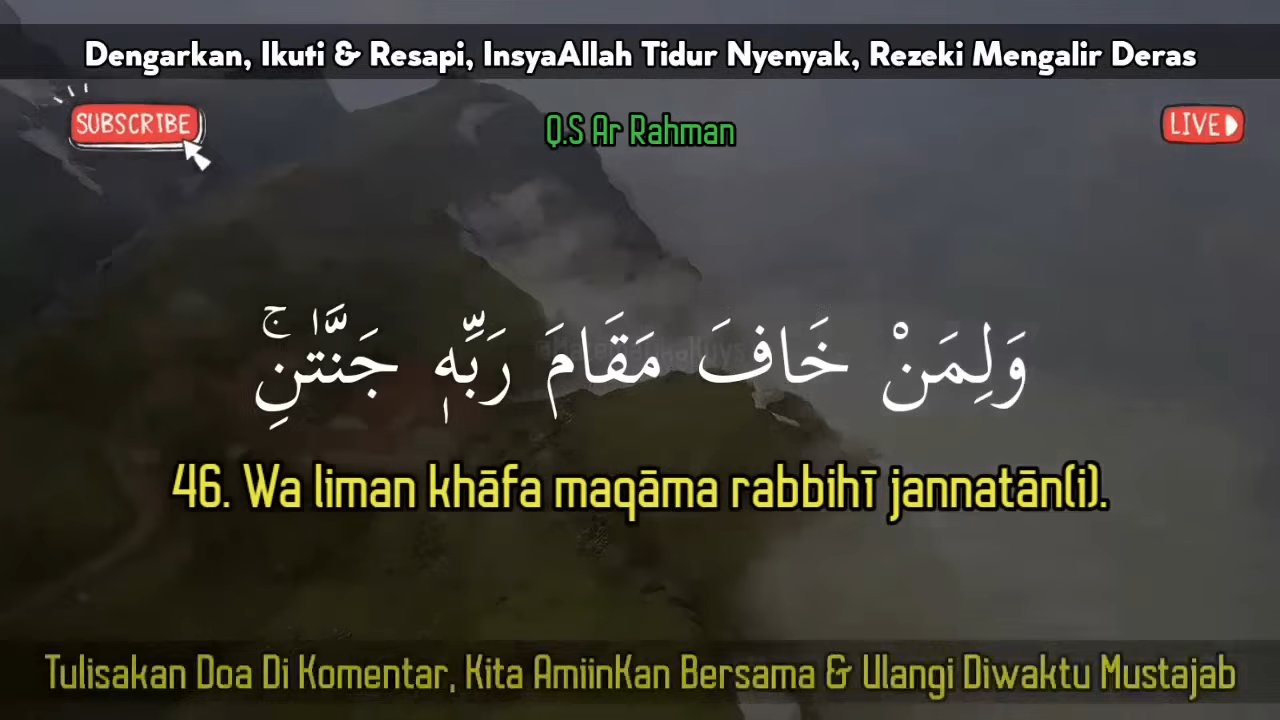 Dengarkan, Ikuti & Resapi, InsyaAllah Tidur Nyenyak, Rezeki Mengalir Deras
SUBSCRIBE
Q.S Ar Rahman
LIVE
وَلِمَنْ خَافَ مَقَامَ رَبِّهٖ جَنَّتٰنِۚ
46. Wa liman khāfa maqāma rabbihī jannatān(i).
Tulisakan Doa Di Komentar, Kita AmiinKan Bersama & Ulangi Diwaktu Mustajab